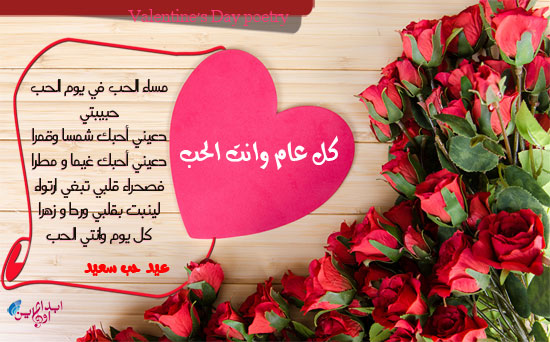 Valentine's Day poetry
مساء الحب في يوم الحب
حبيبتي
دعيني أحبك شمسا وقمرا
دعيني أحبك غيما و مطرا
فصحراء قلبي تبغي ارتواء
لينبت بقلبي وردا و زهرا
كل يوم وانتي الحب
عيد حب سعيد
كل عام وانت الحب